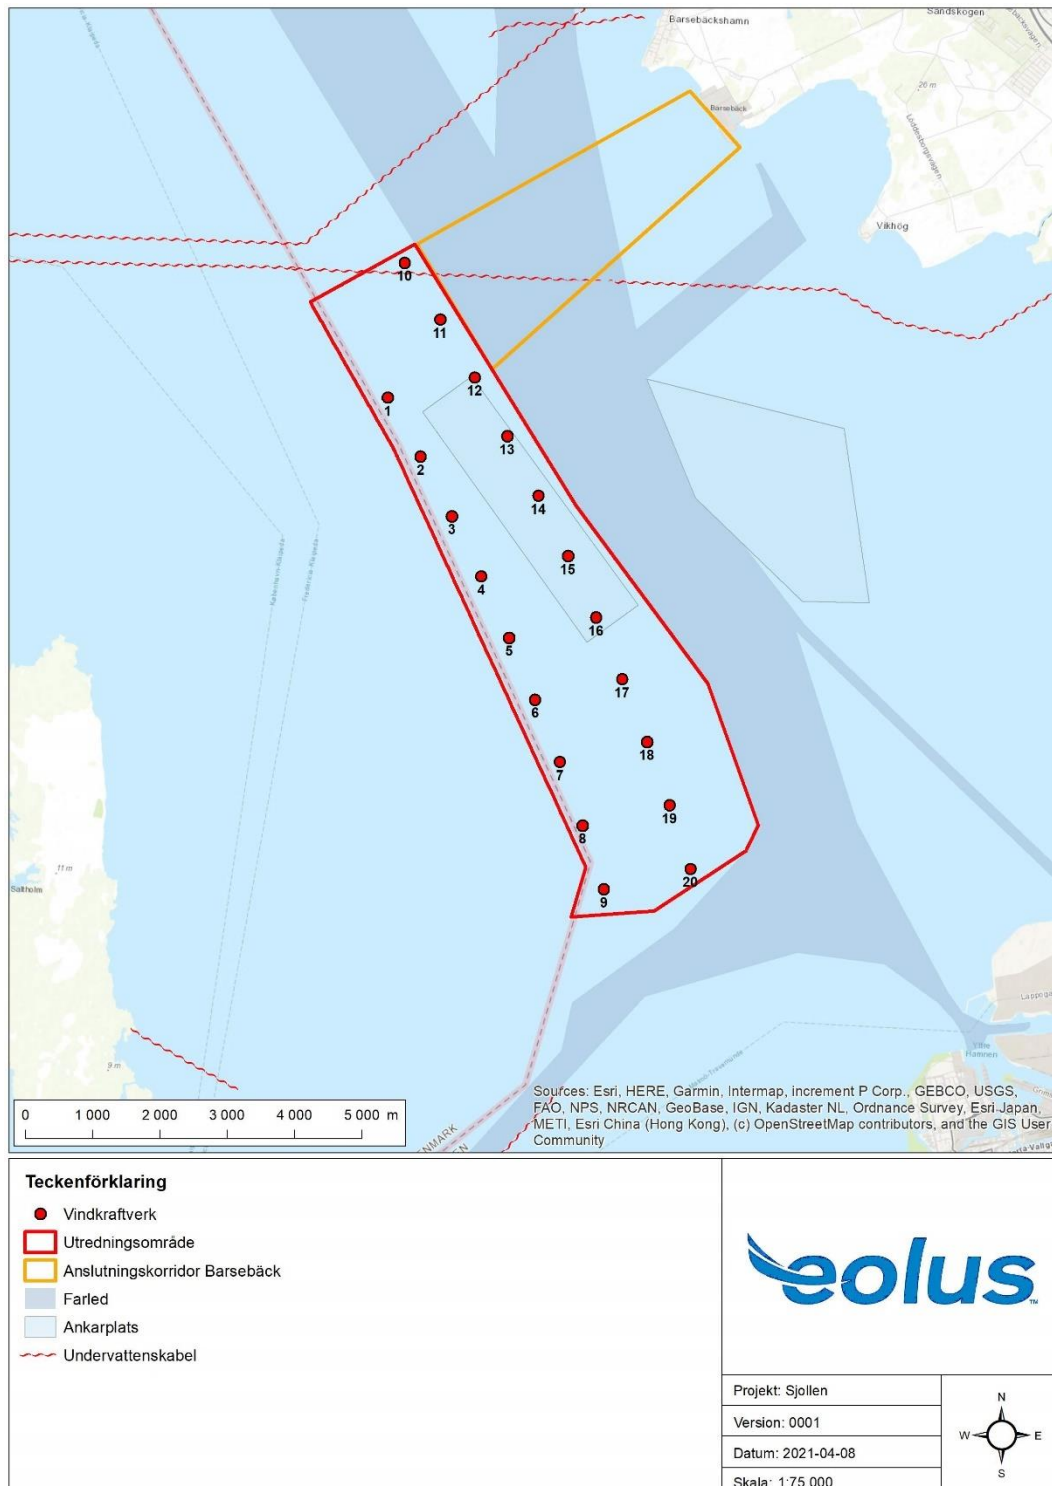 Sandskogen
Barsebäckshamn
26 m
Barsebäck
Löddesborgsvägen
Vikhög
10
11
12
1
13
2
14
3
15
4
16
5
17
6
18
7
19
8
20
9
11 m
Saltholm
9 m
Yttre
Hamnen
0 1 000 2 000 3 000 4 000 5 000 m
Sources: Esri, HERE, Garmin, Intermap, increment P Corp., GEBCO, USGS,
FAO, NPS, NRCAN, GeoBase, IGN, Kadaster NL, Ordnance Survey, Esri Japan,
METI, Esri China (Hong Kong), (c) OpenStreetMap contributors, and the GIS User
Community
Teckenförklaring
Vindkraftverk
Utredningsområde
Anslutningskorridor Barsebäck
Farled
Ankarplats
Undervattenskabel
eolus
TM
Projekt: Sjollen
Version: 0001
Datum: 2021-04-08
Skala: 1:75 000
N
W
E
S